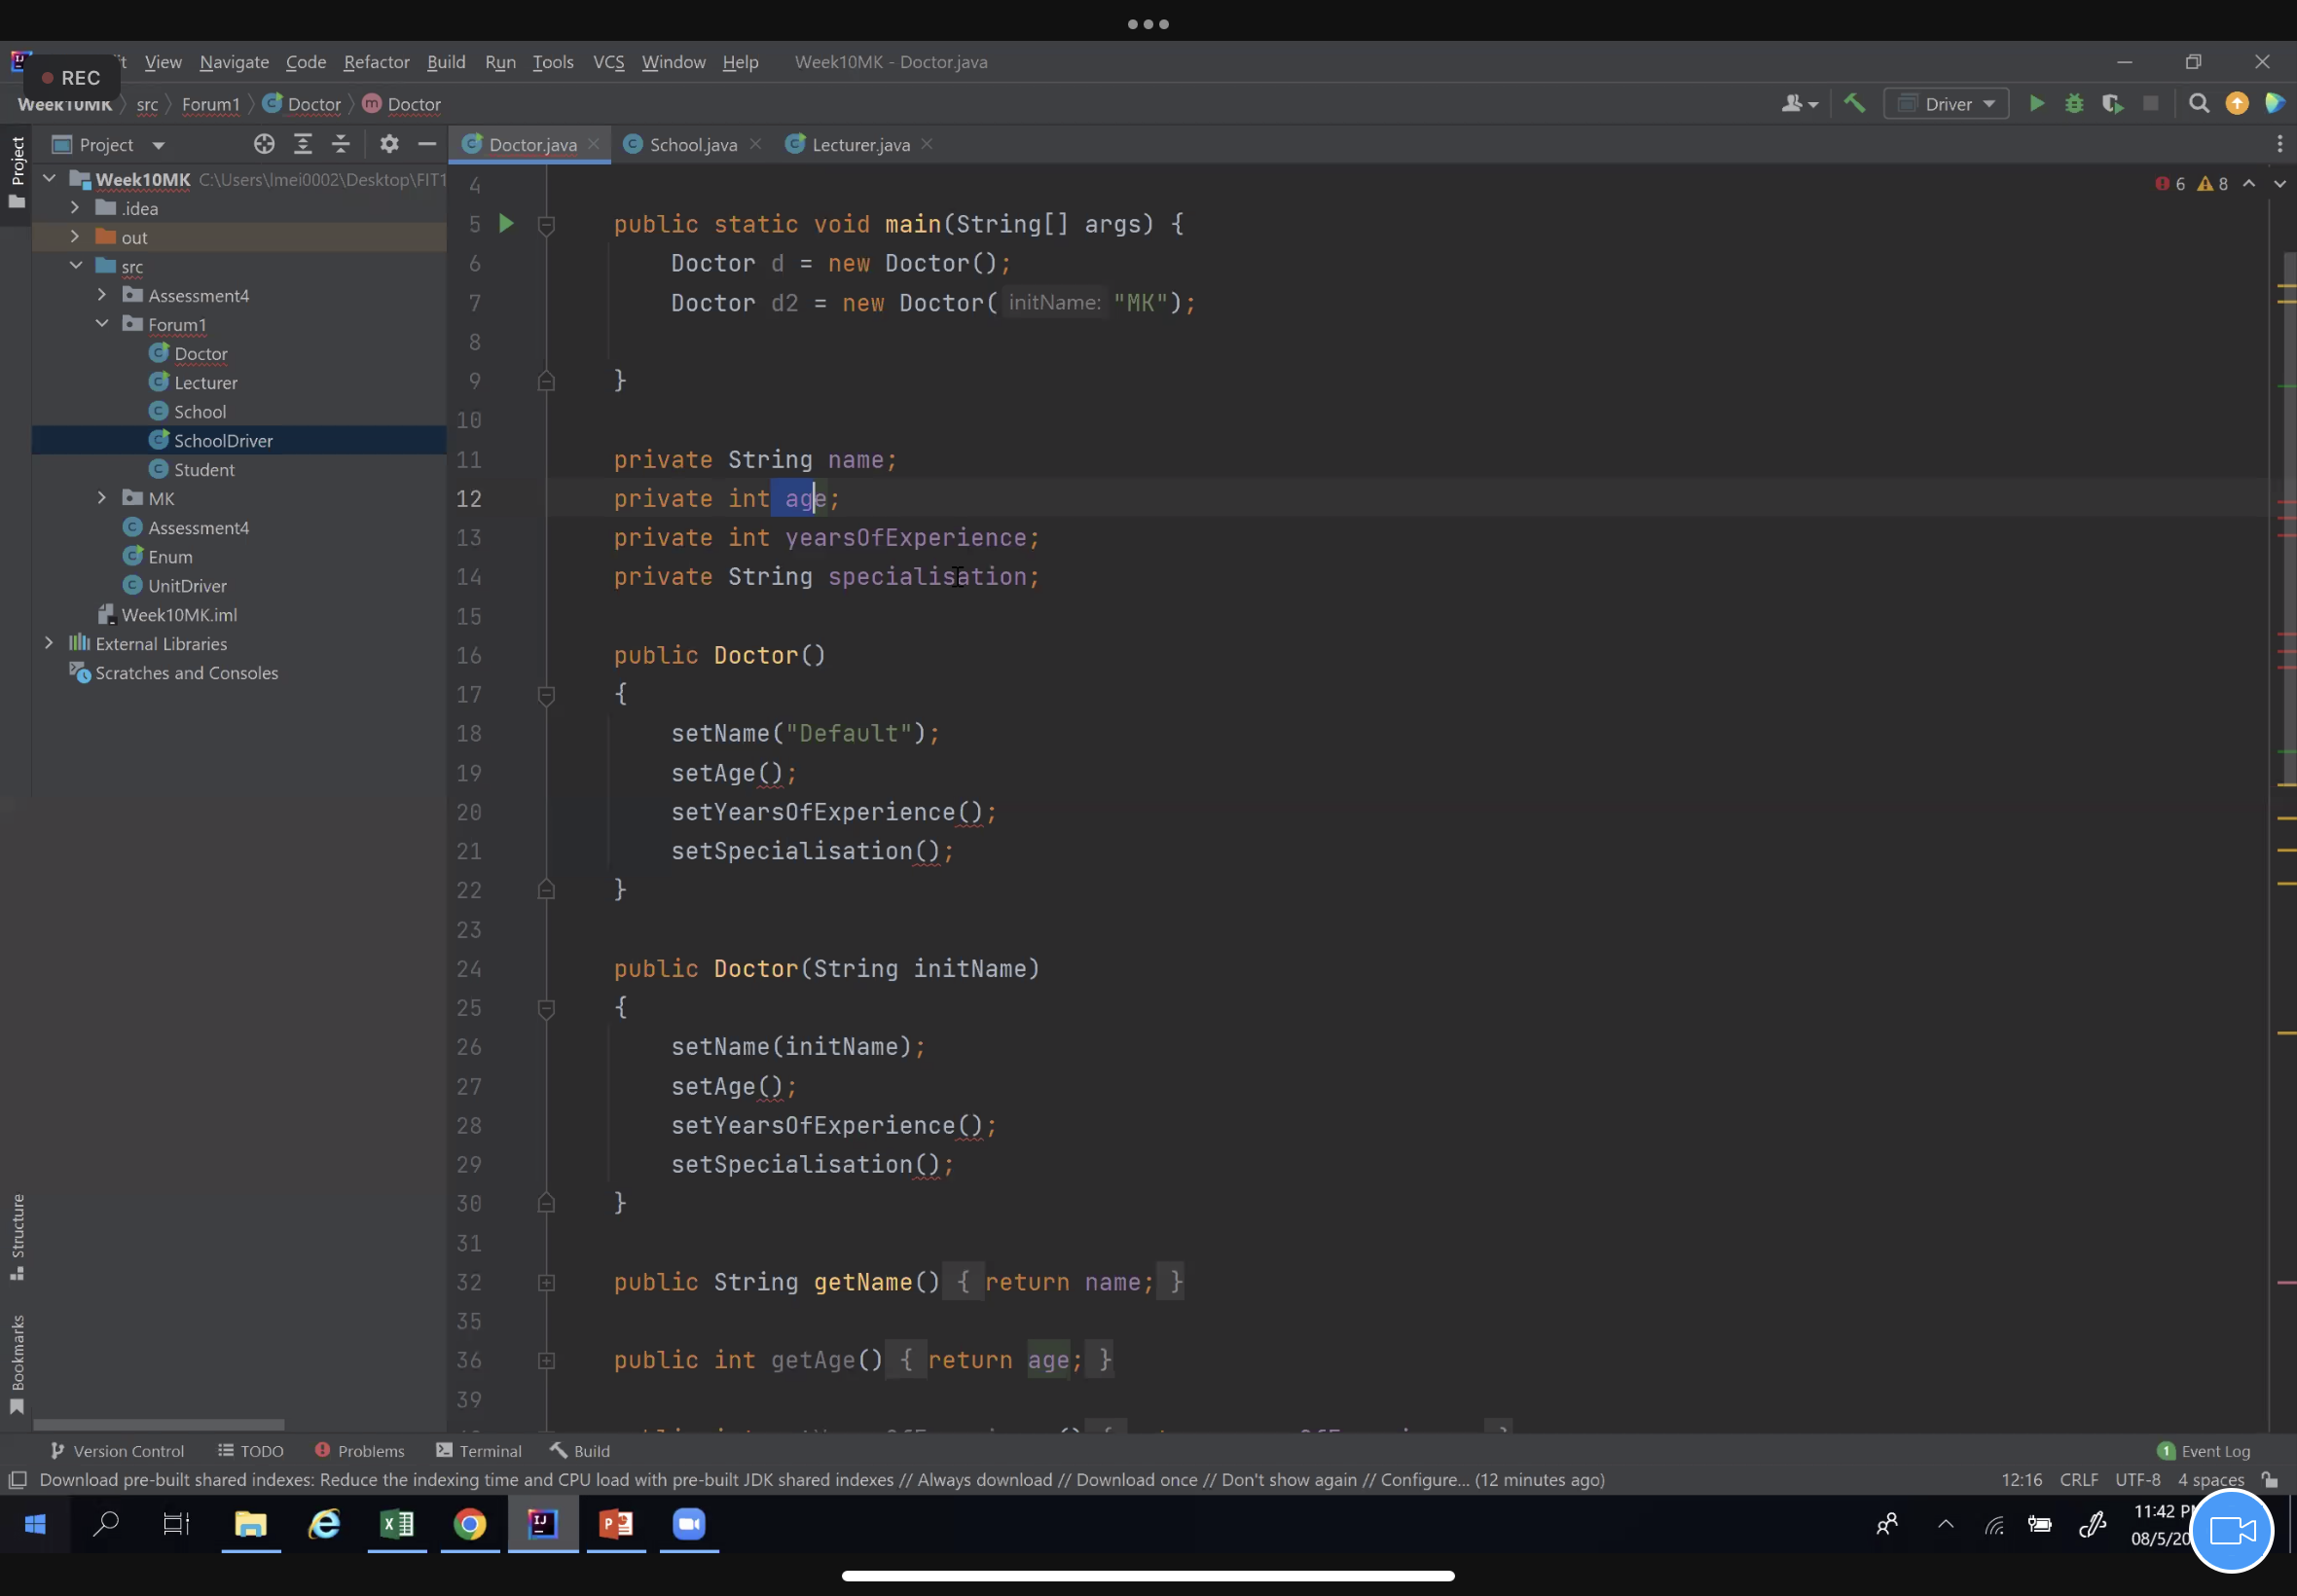 REC
View Navigate Code Refactor Build Run Tools VCS Window Help Week10MK - Doctor.java
Week10MK src Forum1 Doctor Doctor
Driver
Project
Project
Doctor.java School.java Lecturer.java
6 8
Week10MK C:\Users\lmei0002\Desktop\FIT1
.idea
out
src
Assessment4
Forum1
Doctor
Lecturer
School
SchoolDriver
Student
MK
Assessment4
Enum
UnitDriver
Week10MK.iml
External Libraries
Scratches and Consoles
4
5 public static void main(String[] args) {
6 Doctor d = new Doctor();
7 Doctor d2 = new Doctor( initName: "MK");
8
9 }
10
11 private String name;
12 private int age;
13 private int yearsOfExperience;
14 private String specialisation;
15
16 public Doctor()
17 {
18 setName("Default");
19 setAge();
20 setYearsOfExperience();
21 setSpecialisation();
22 }
23
24 public Doctor(String initName)
25 {
26 setName(initName);
27 setAge();
28 setYearsOfExperience();
29 setSpecialisation();
30 }
31
32 public String getName() { return name; }
35
36 public int getAge() { return age; }
39
Structure
Bookmarks
Version Control TODO Problems Terminal Build
1 Event Log
Download pre-built shared indexes: Reduce the indexing time and CPU load with pre-built JDK shared indexes // Always download // Download once // Don't show again // Configure... (12 minutes ago)
12:16 CRLF UTF-8 4 spaces
11:42
08/5/20